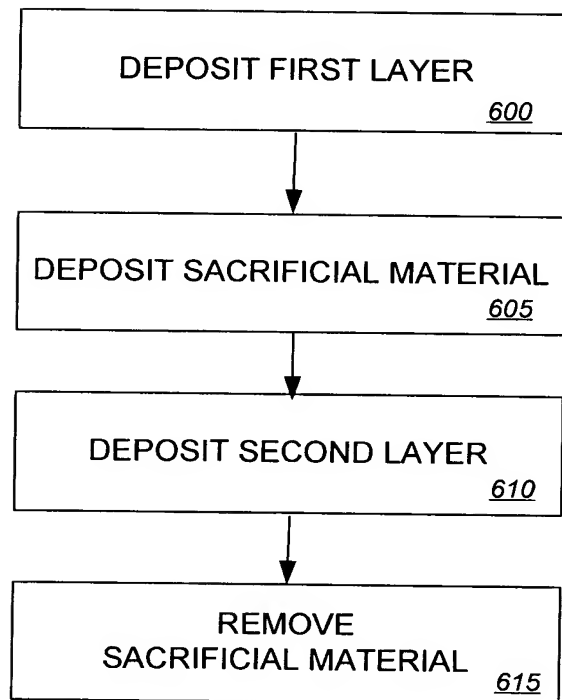 DEPOSIT FIRST LAYER
600
DEPOSIT SACRIFICIAL MATERIAL
605
DEPOSIT SECOND LAYER
610
REMOVE
SACRIFICIAL MATERIAL
615